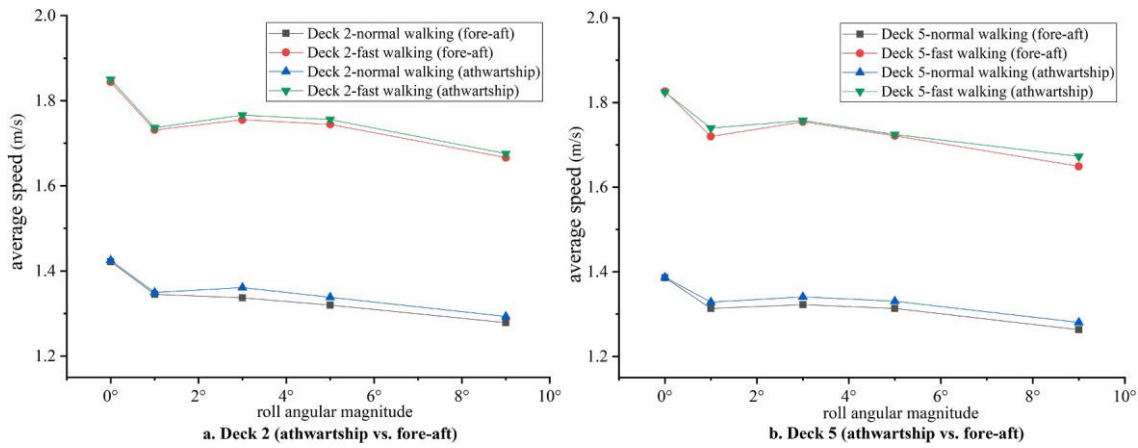 2.0
1.8
1.6
1.4
1.2
average speed (m/s)
Deck 2-normal walking (fore-aft)
Deck 2-fast walking (fore-aft)
Deck 2-normal walking (athwartship)
Deck 2-fast walking (athwartship)
0° 2° 4° 6° 8° 10°
roll angular magnitude
a. Deck 2 (athwartship vs. fore-aft)
2.0
1.8
1.6
1.4
1.2
average speed (m/s)
Deck 5-normal walking (fore-aft)
Deck 5-fast walking (fore-aft)
Deck 5-normal walking (athwartship)
Deck 5-fast walking (athwartship)
0° 2° 4° 6° 8° 10°
roll angular magnitude
b. Deck 5 (athwartship vs. fore-aft)